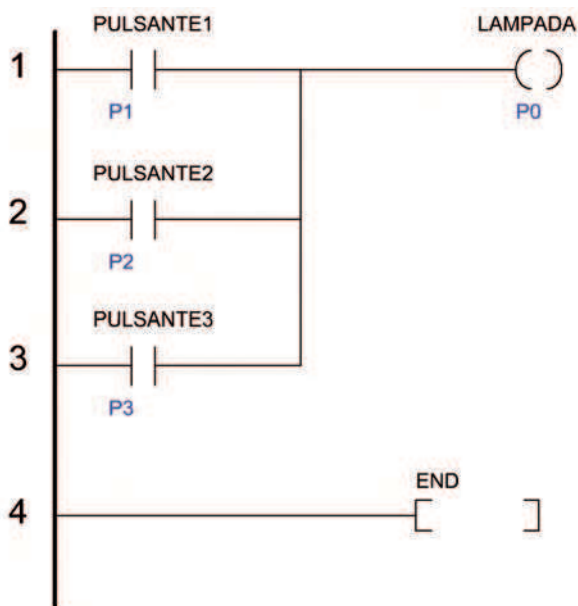 PULSANTE1 LAMPADA
1
P1 P0
PULSANTE2
2
P2
PULSANTE3
3
P3
END
4